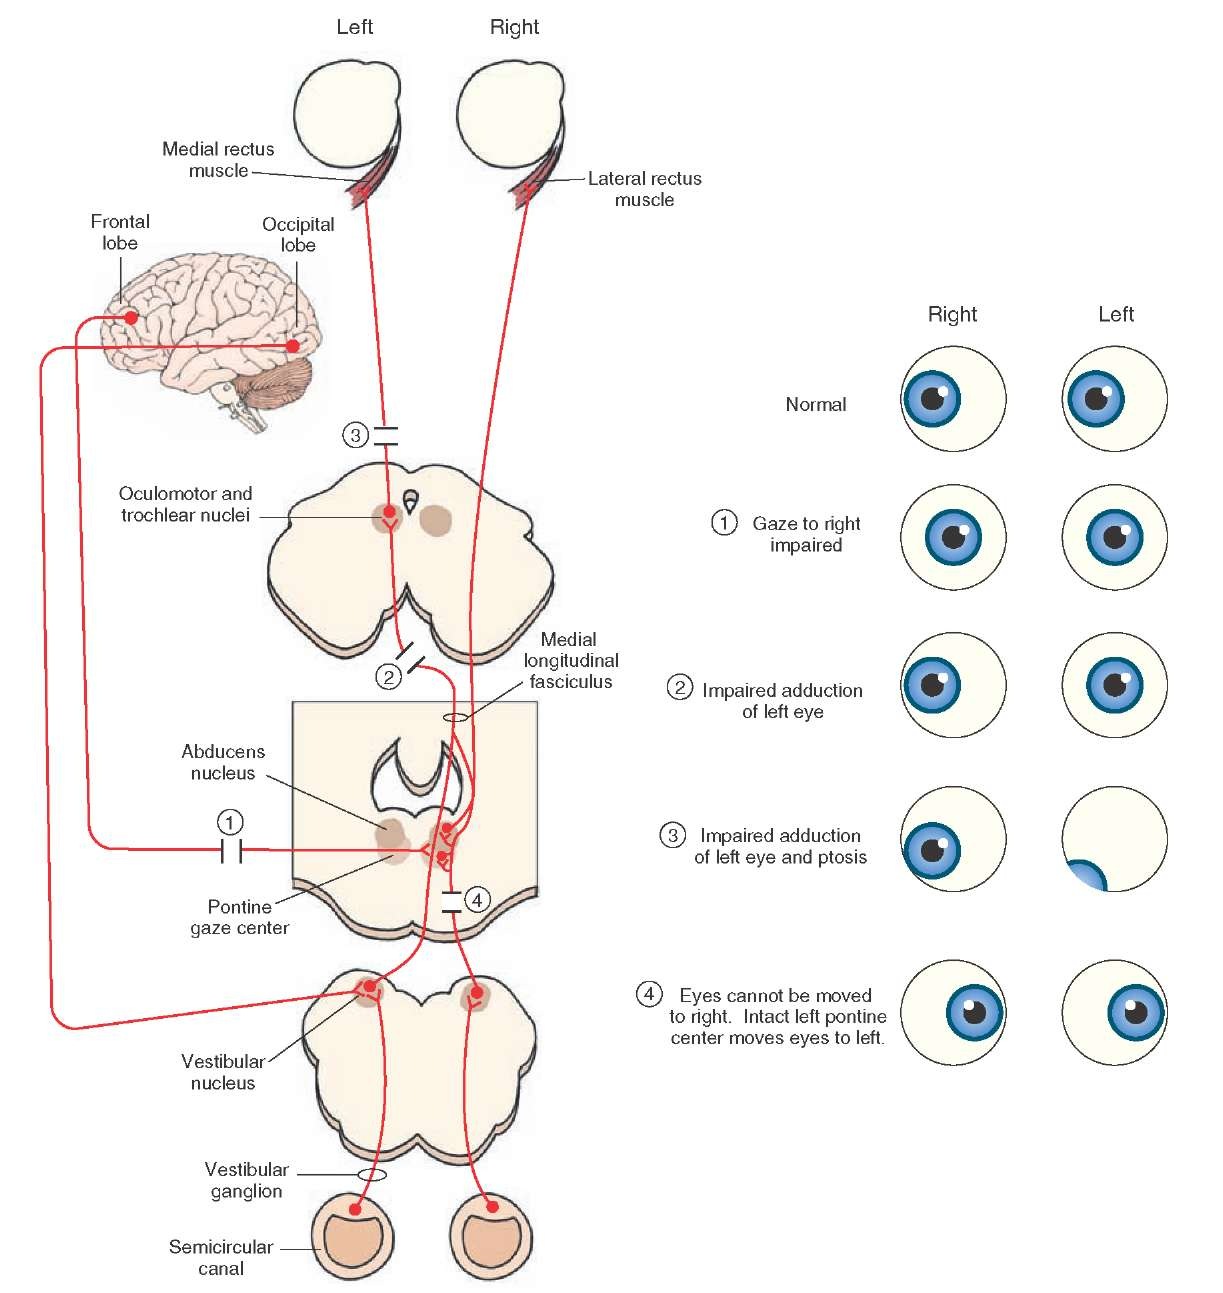 Left
Right
Medial rectus
muscle
Lateral rectus
muscle
Frontal
lobe
Occipital
lobe
3
Oculomotor and
trochlear nuclei
Medial
longitudinal
fasciculus
2
Abducens
nucleus
1
4
Pontine
gaze center
Vestibular
nucleus
Vestibular
ganglion
Semicircular
canal
Right
Left
Normal
1 Gaze to right
impaired
2 Impaired adduction
of left eye
3 Impaired adduction
of left eye and ptosis
4 Eyes cannot be moved
to right. Intact left pontine
center moves eyes to left.